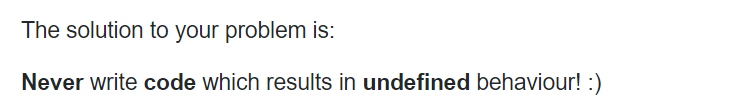 The solution to your problem is:
Never write code which results in undefined behaviour! :)